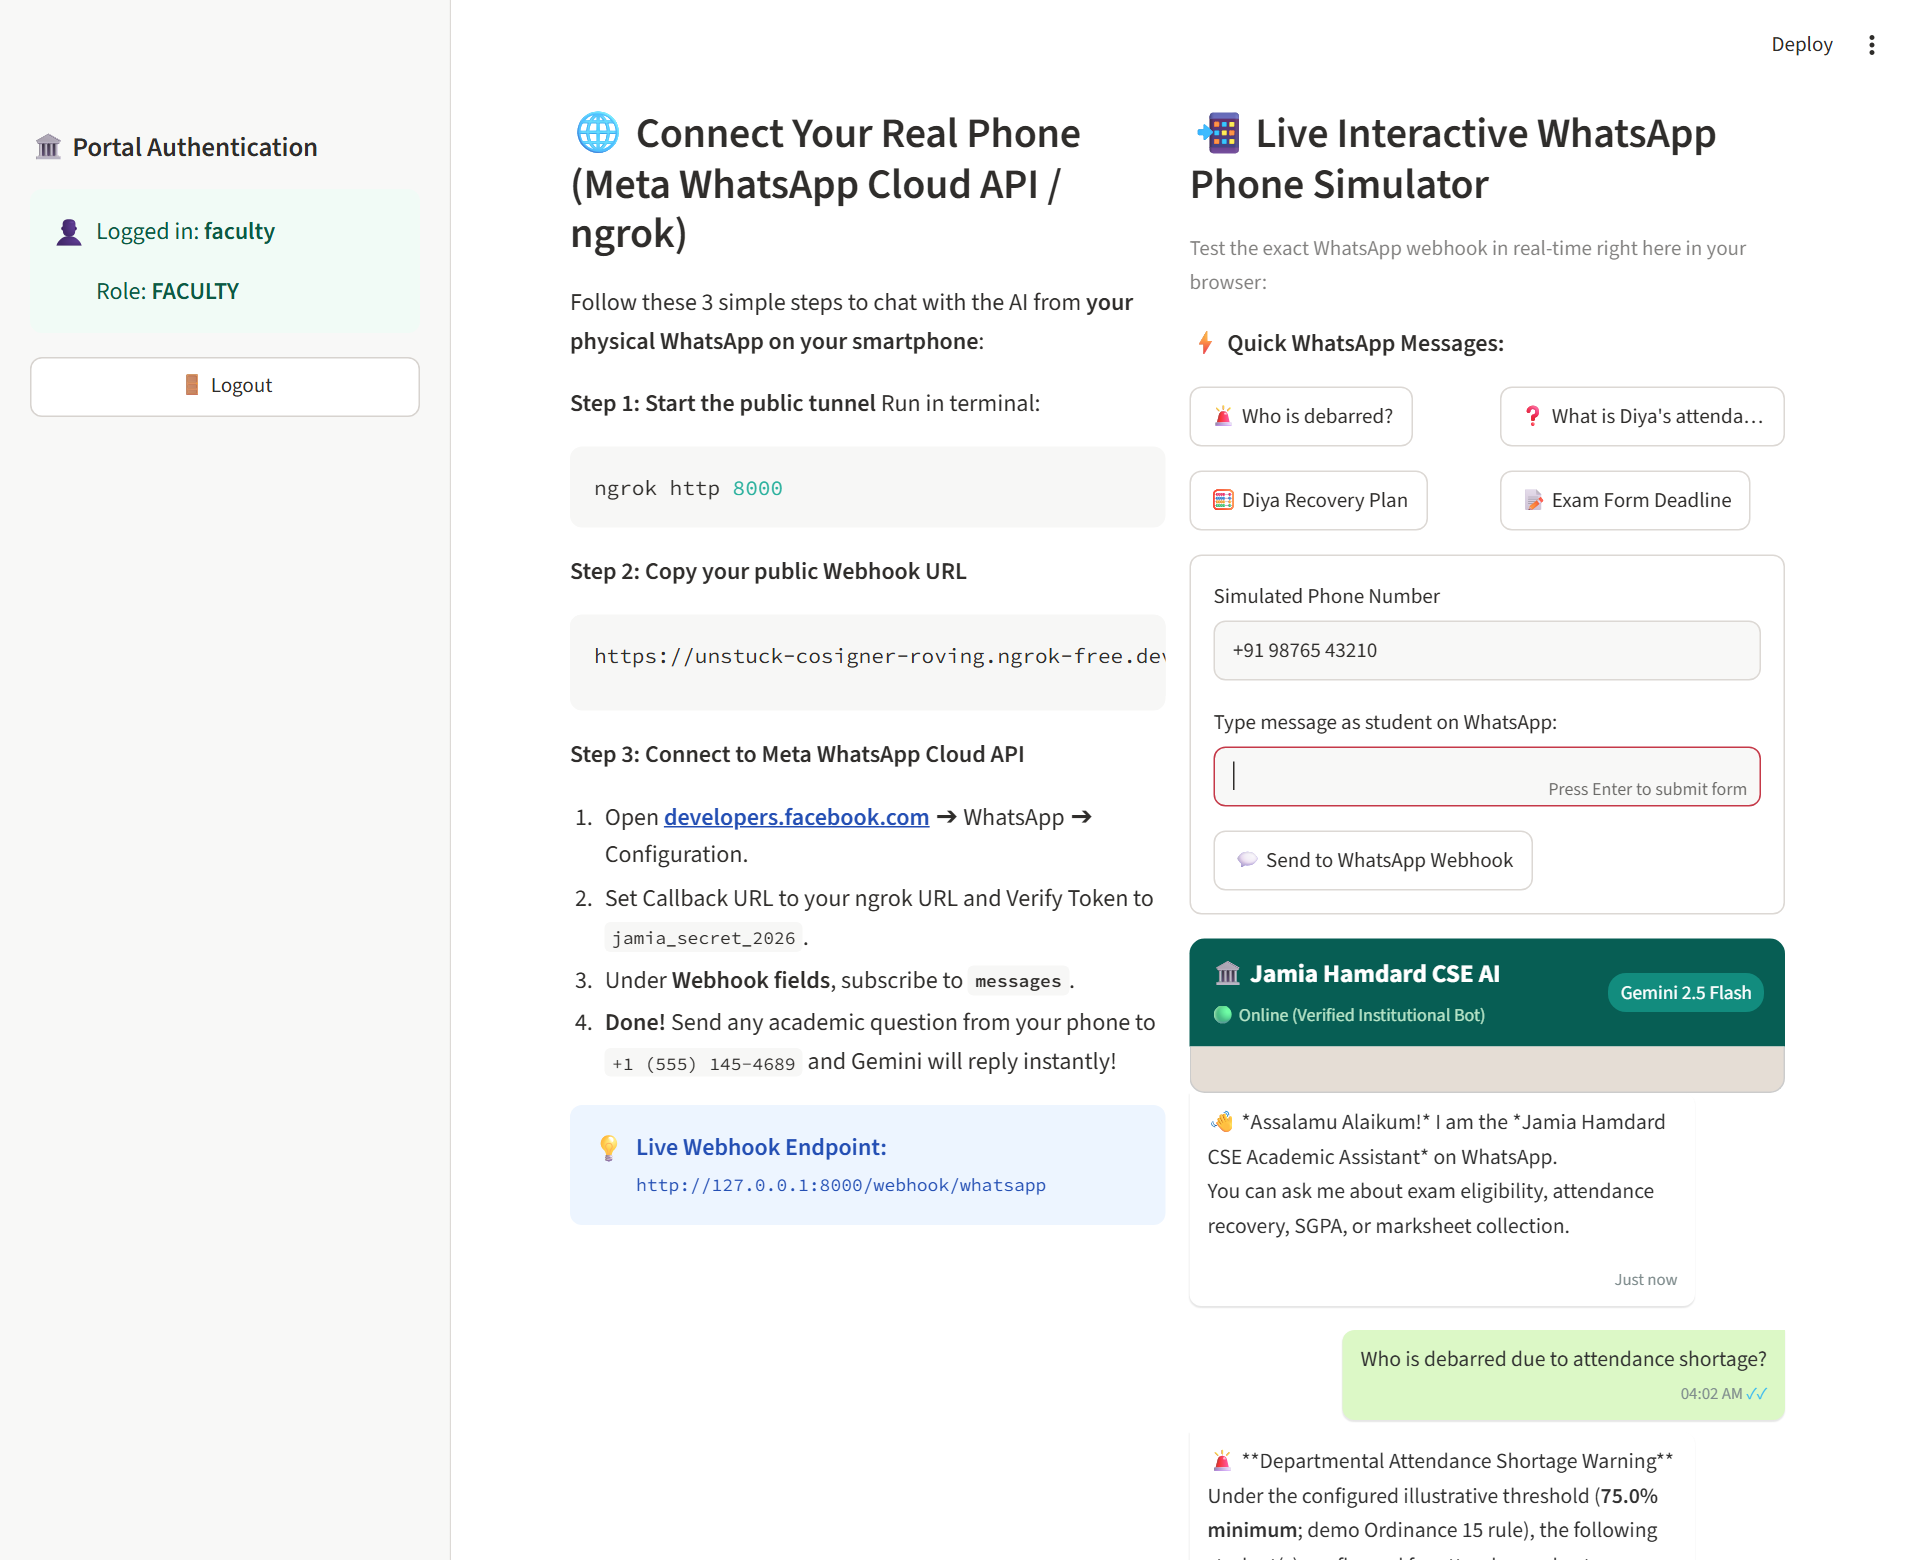 Deploy
🏛️ Portal Authentication
👤 Logged in: faculty
Role: FACULTY
🚪 Logout
🌐 Connect Your Real Phone
(Meta WhatsApp Cloud API /
ngrok)
Follow these 3 simple steps to chat with the AI from your
physical WhatsApp on your smartphone:
Step 1: Start the public tunnel Run in terminal:
ngrok http 8000
Step 2: Copy your public Webhook URL
https://unstuck-cosigner-roving.ngrok-free.dev
Step 3: Connect to Meta WhatsApp Cloud API
1. Open developers.facebook.com ➔ WhatsApp ➔
Configuration.
2. Set Callback URL to your ngrok URL and Verify Token to
jamia_secret_2026 .
3. Under Webhook fields, subscribe to messages .
4. Done! Send any academic question from your phone to
+1 (555) 145-4689 and Gemini will reply instantly!
💡 Live Webhook Endpoint:
http://127.0.0.1:8000/webhook/whatsapp
📲 Live Interactive WhatsApp
Phone Simulator
Test the exact WhatsApp webhook in real-time right here in your
browser:
⚡ Quick WhatsApp Messages:
🚨 Who is debarred?
❓ What is Diya's attenda…
🧮 Diya Recovery Plan
📝 Exam Form Deadline
Simulated Phone Number
+91 98765 43210
Type message as student on WhatsApp:
Press Enter to submit form
💬 Send to WhatsApp Webhook
🏛️ Jamia Hamdard CSE AI
🟢 Online (Verified Institutional Bot)
Gemini 2.5 Flash
👋 *Assalamu Alaikum!* I am the *Jamia Hamdard
CSE Academic Assistant* on WhatsApp.
You can ask me about exam eligibility, attendance
recovery, SGPA, or marksheet collection.
Just now
Who is debarred due to attendance shortage?
04:02 AM ✓✓
🚨 **Departmental Attendance Shortage Warning**
Under the configured illustrative threshold (75.0%
minimum; demo Ordinance 15 rule), the following